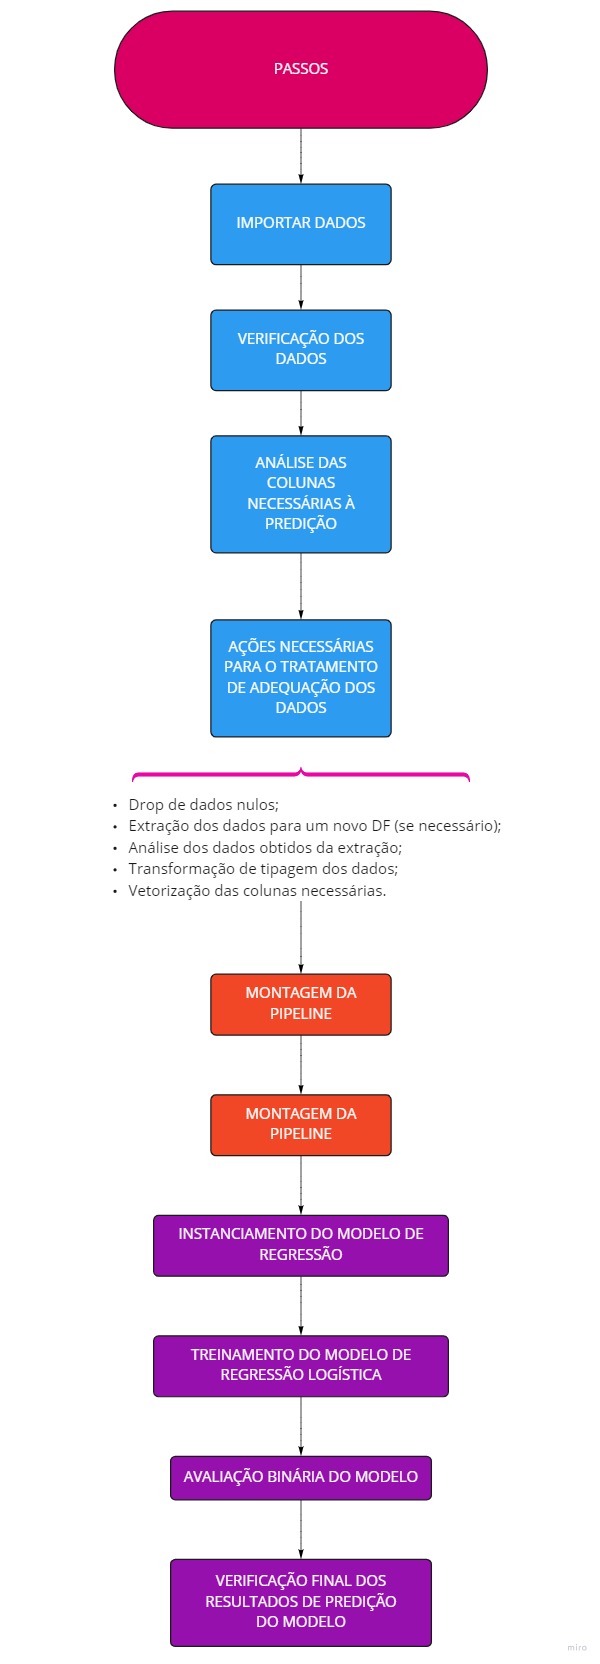 PASSOS
IMPORTAR DADOS
VERIFICAÇÃO DOS
DADOS
ANÁLISE DAS
COLUNAS
NECESSÁRIAS À
PREDIÇÃO
AÇÕES NECESSÁRIAS
PARA O TRATAMENTO
DE ADEQUAÇÃO DOS
DADOS
• Drop de dados nulos;
• Extração dos dados para um novo DF (se necessário);
• Análise dos dados obtidos da extração;
• Transformação de tipagem dos dados;
• Vetorização das colunas necessárias.
MONTAGEM DA
PIPELINE
MONTAGEM DA
PIPELINE
INSTANCIAMENTO DO MODELO DE
REGRESSÃO
TREINAMENTO DO MODELO DE
REGRESSÃO LOGÍSTICA
AVALIAÇÃO BINÁRIA DO MODELO
VERIFICAÇÃO FINAL DOS
RESULTADOS DE PREDIÇÃO
DO MODELO
miro